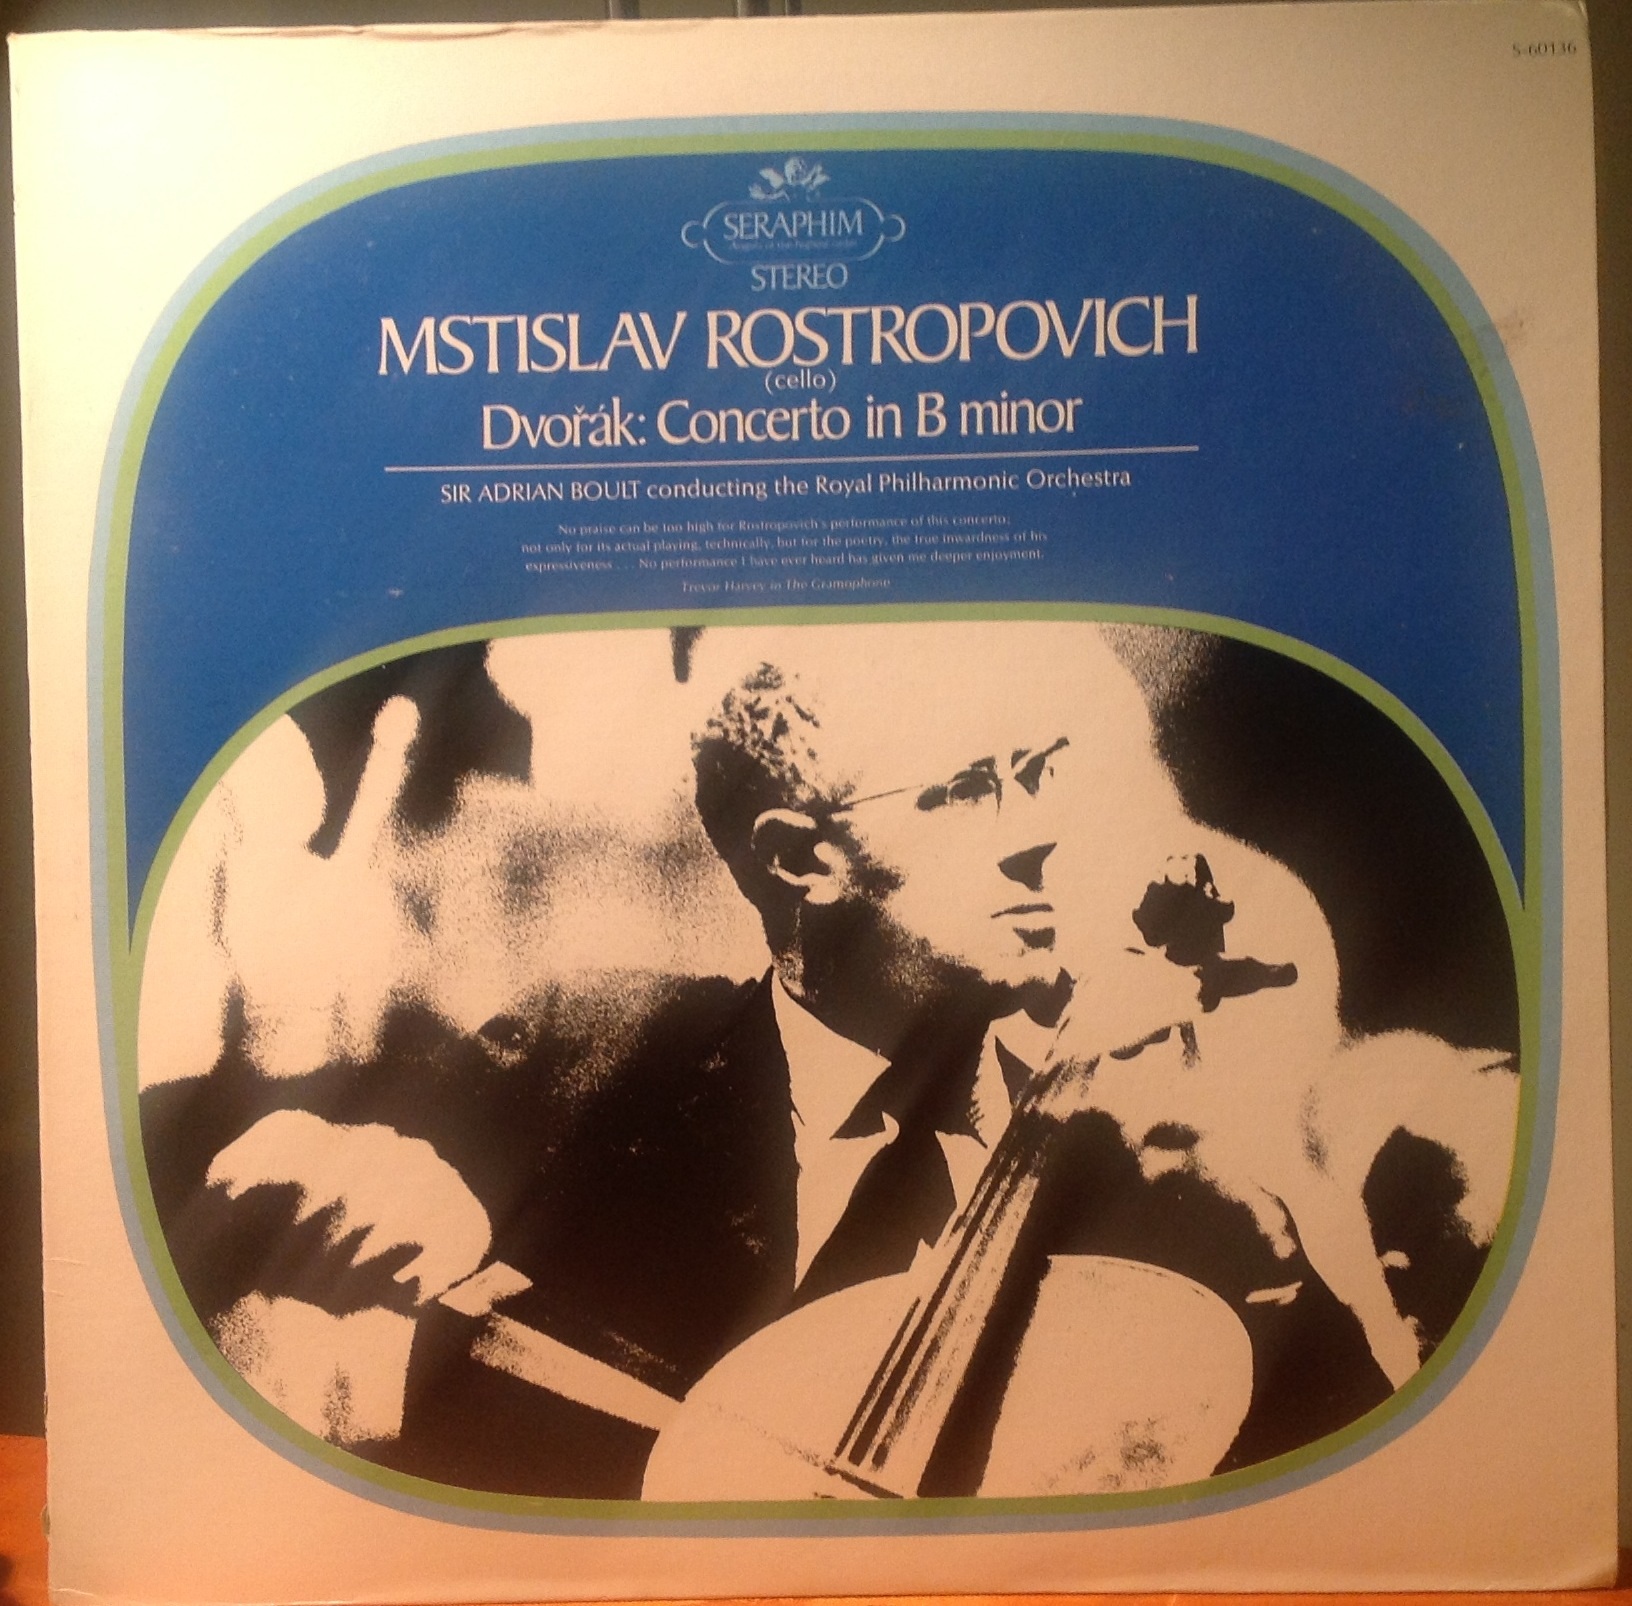 S-60136
SERAPHIM
Angels of the highest order
STEREO
MSTISLAV ROSTROPOVICH
(cello)
Dvořák: Concerto in B minor
SIR ADRIAN BOULT conducting the Royal Philharmonic Orchestra
No praise can be too high for Rostropovich's performance of this concerto;
not only for its actual playing, technically, but for the poetry, the true inwardness of his
expressiveness . . . No performance I have ever heard has given me deeper enjoyment.
Trevor Harvey in The Gramophone